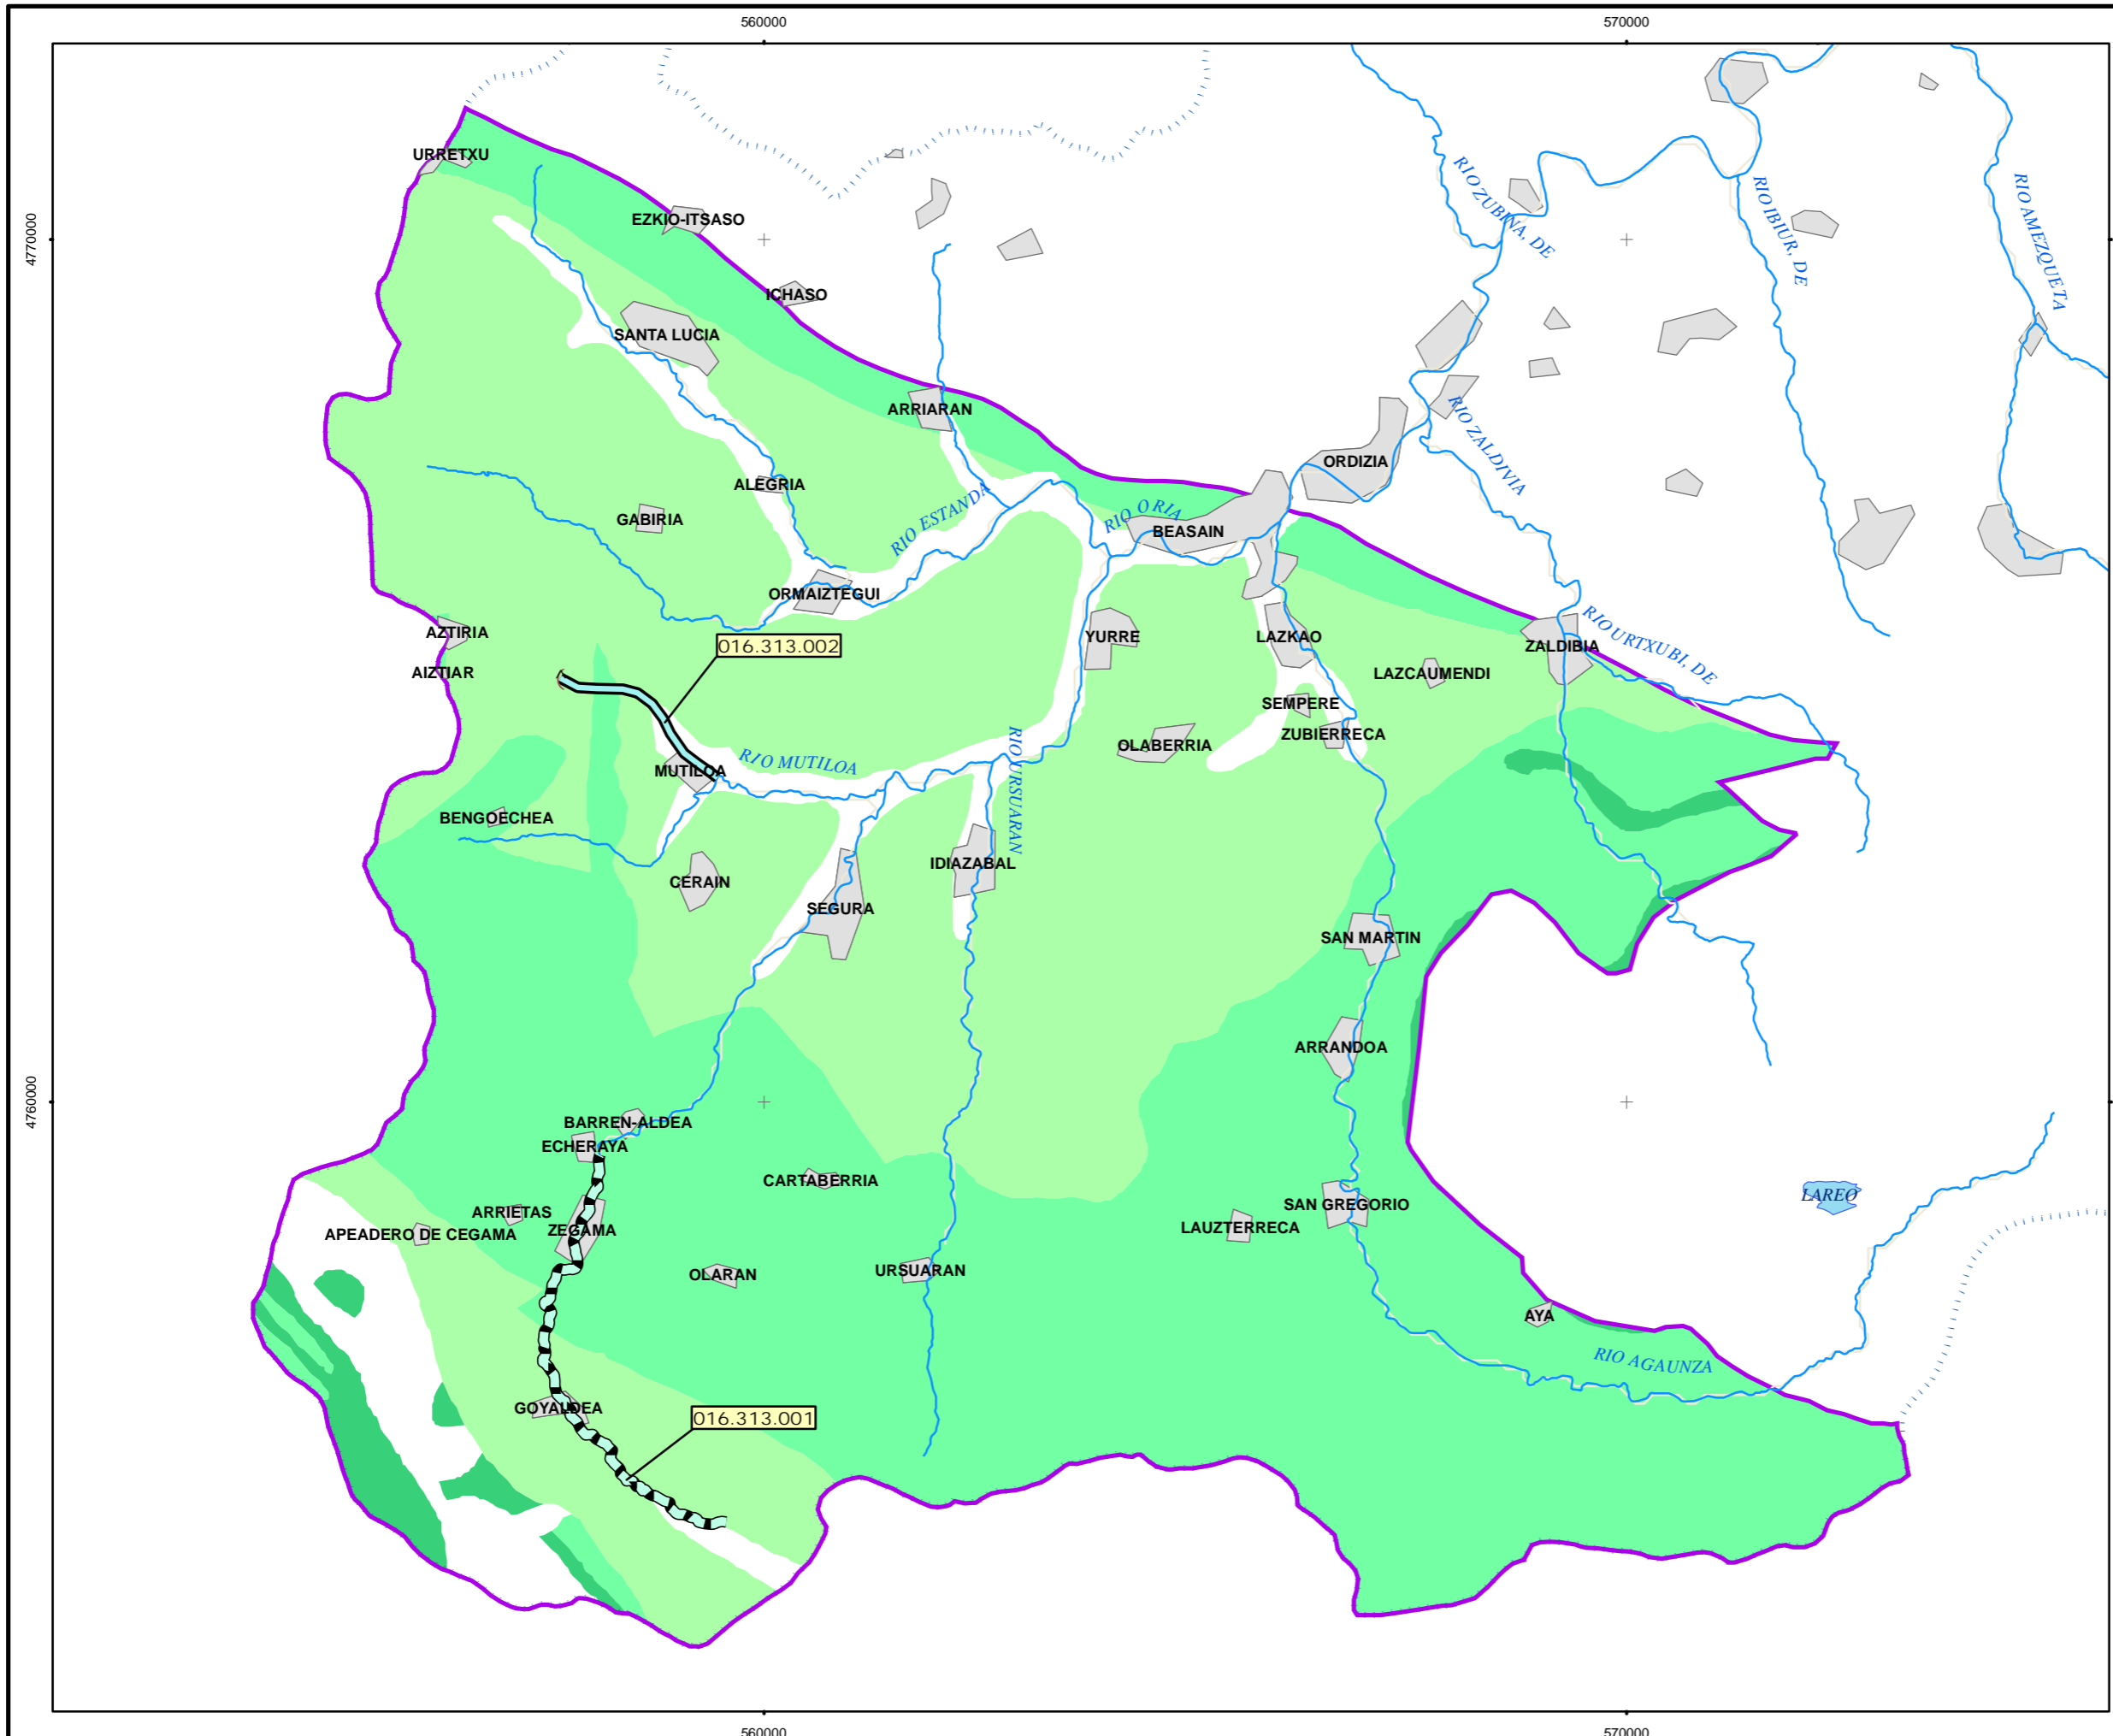 560000
570000
4770000
4760000
URRETXU
EZKIO-ITSASO
RIO ZUBINA, DE
RIO IBIUR, DE
RIO AMEZQUETA
ICHASO
SANTA LUCIA
ARRIARAN
RIO ZALDIVIA
ORDIZIA
ALEGRIA
GABIRIA
RIO ESTANDA
RIO ORIA
BEASAIN
ORMAIZTEGUI
AZTIRIA
AIZTIAR
016.313.002
YURRE
LAZKAO
ZALDIBIA
RIO URTXUBI, DE
LAZCAUMENDI
SEMPERE
ZUBIERRECA
OLABERRIA
RIO URSUARAN
RIO MUTILOA
MUTILOA
BENGOECHEA
IDIAZABAL
CERAIN
SEGURA
SAN MARTIN
ARRANDOA
BARREN-ALDEA
ECHERAYA
CARTABERRIA
LAREO
SAN GREGORIO
ARRIETAS
LAUZTERRECA
ZEGAMA
APEADERO DE CEGAMA
OLARAN
URSUARAN
AYA
RIO AGAUNZA
GOYALDEA
016.313.001
560000
570000